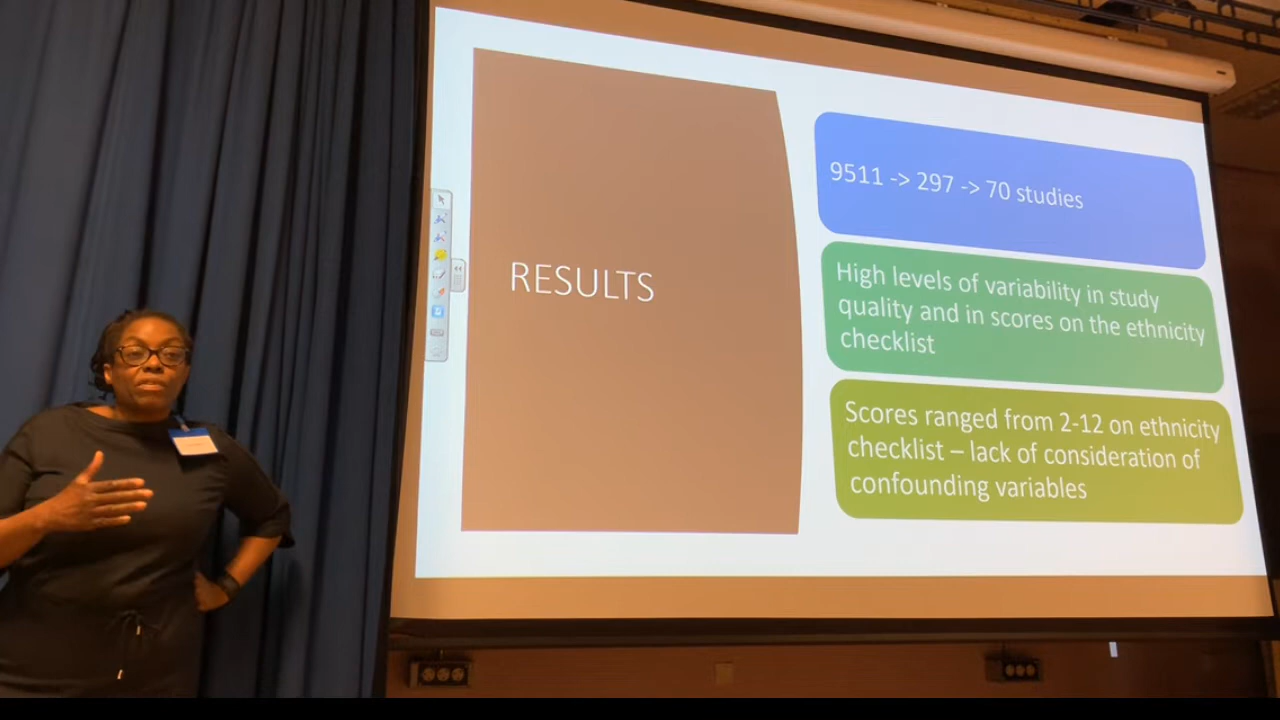 RESULTS
9511 -> 297 -> 70 studies
High levels of variability in study
quality and in scores on the ethnicity
checklist
Scores ranged from 2-12 on ethnicity
checklist – lack of consideration of
confounding variables